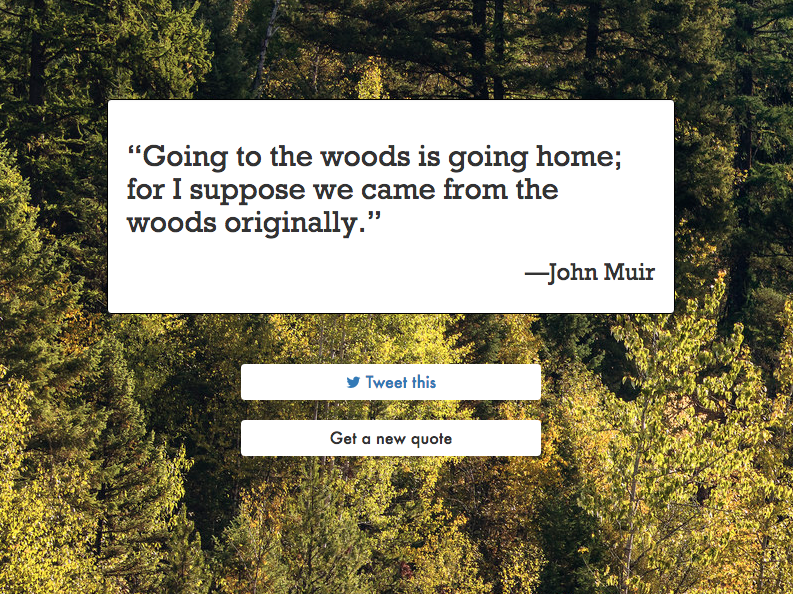 “Going to the woods is going home;
for I suppose we came from the
woods originally.”
—John Muir
Tweet this
Get a new quote